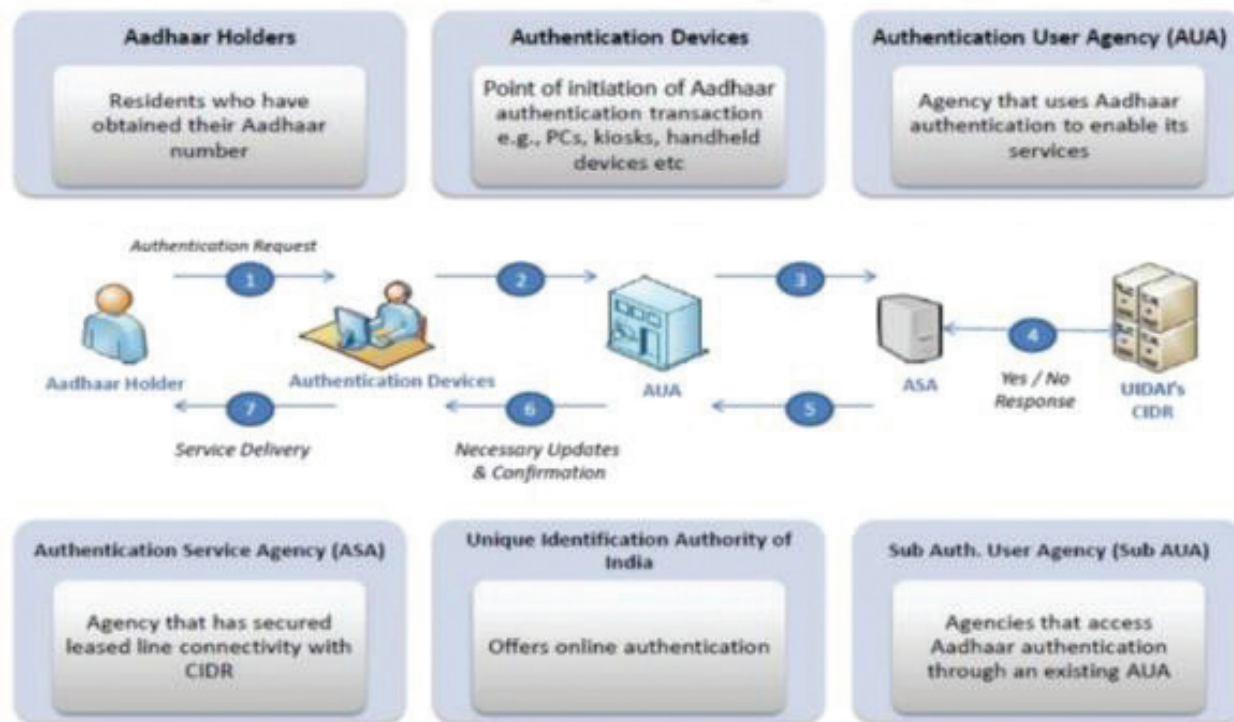 Aadhaar Holders
Residents who have
obtained their Aadhaar
number
Authentication Devices
Point of initiation of Aadhaar
authentication transaction
e.g., PCs, kiosks, handheld
devices etc
Authentication User Agency (AUA)
Agency that uses Aadhaar
authentication to enable its
services
Authentication Request
1
2
3
4
Aadhaar Holder
Authentication Devices
AUA
ASA
Yes / No
Response
UIDAI's
CIDR
7
6
5
Service Delivery
Necessary Updates
& Confirmation
Authentication Service Agency (ASA)
Agency that has secured
leased line connectivity with
CIDR
Unique Identification Authority of
India
Offers online authentication
Sub Auth. User Agency (Sub AUA)
Agencies that access
Aadhaar authentication
through an existing AUA